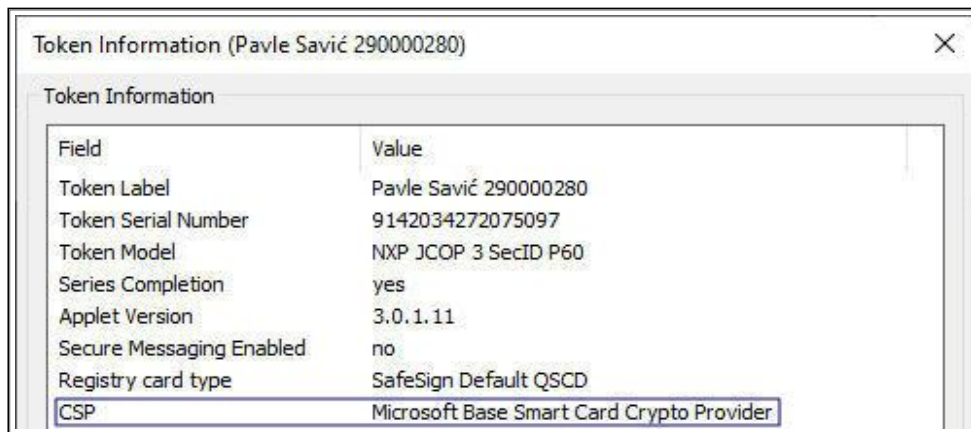 Token Information (Pavle Savić 290000280)
Token Information
Field Value
Token Label Pavle Savić 290000280
Token Serial Number 9142034272075097
Token Model NXP JCOP 3 SecID P60
Series Completion yes
Applet Version 3.0.1.11
Secure Messaging Enabled no
Registry card type SafeSign Default QSCD
CSP Microsoft Base Smart Card Crypto Provider